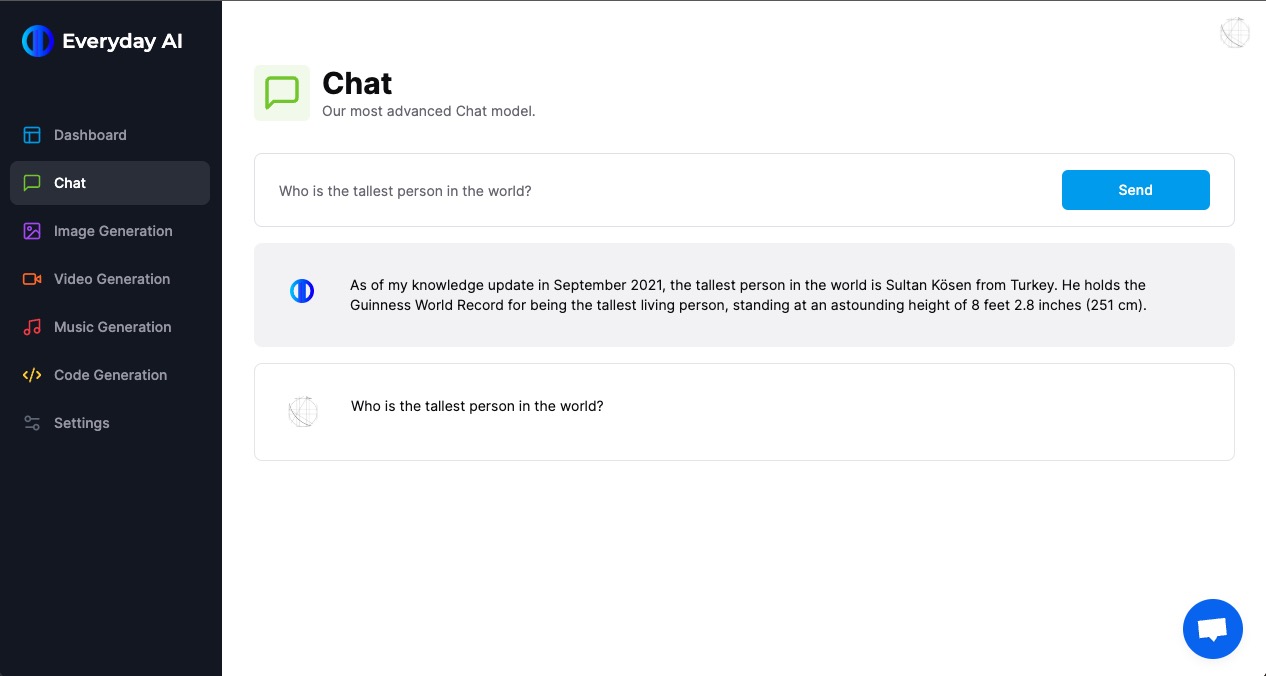 Everyday AI
Dashboard
Chat
Image Generation
Video Generation
Music Generation
Code Generation
Settings
Chat
Our most advanced Chat model.
Who is the tallest person in the world?
Send
As of my knowledge update in September 2021, the tallest person in the world is Sultan Kösen from Turkey. He holds the
Guinness World Record for being the tallest living person, standing at an astounding height of 8 feet 2.8 inches (251 cm).
Who is the tallest person in the world?